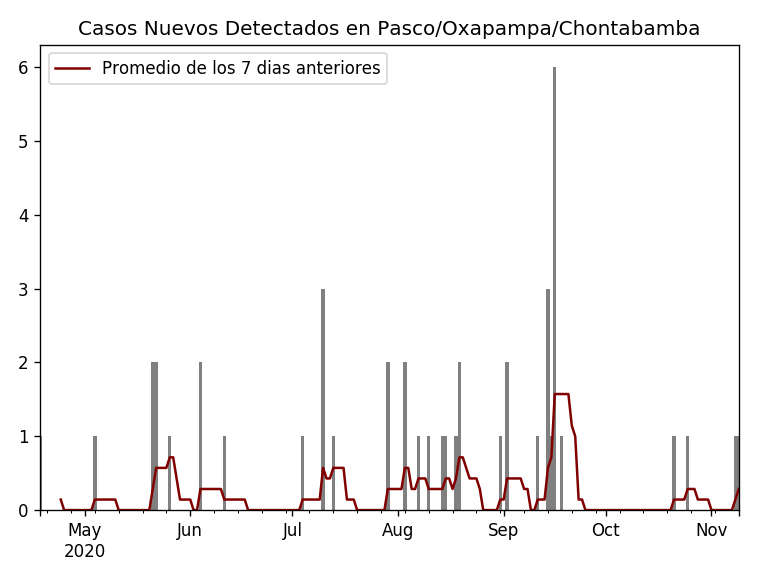 Casos Nuevos Detectados en Pasco/Oxapampa/Chontabamba
Promedio de los 7 dias anteriores
6
5
4
3
2
1
0
May Jun Jul Aug Sep Oct Nov
2020